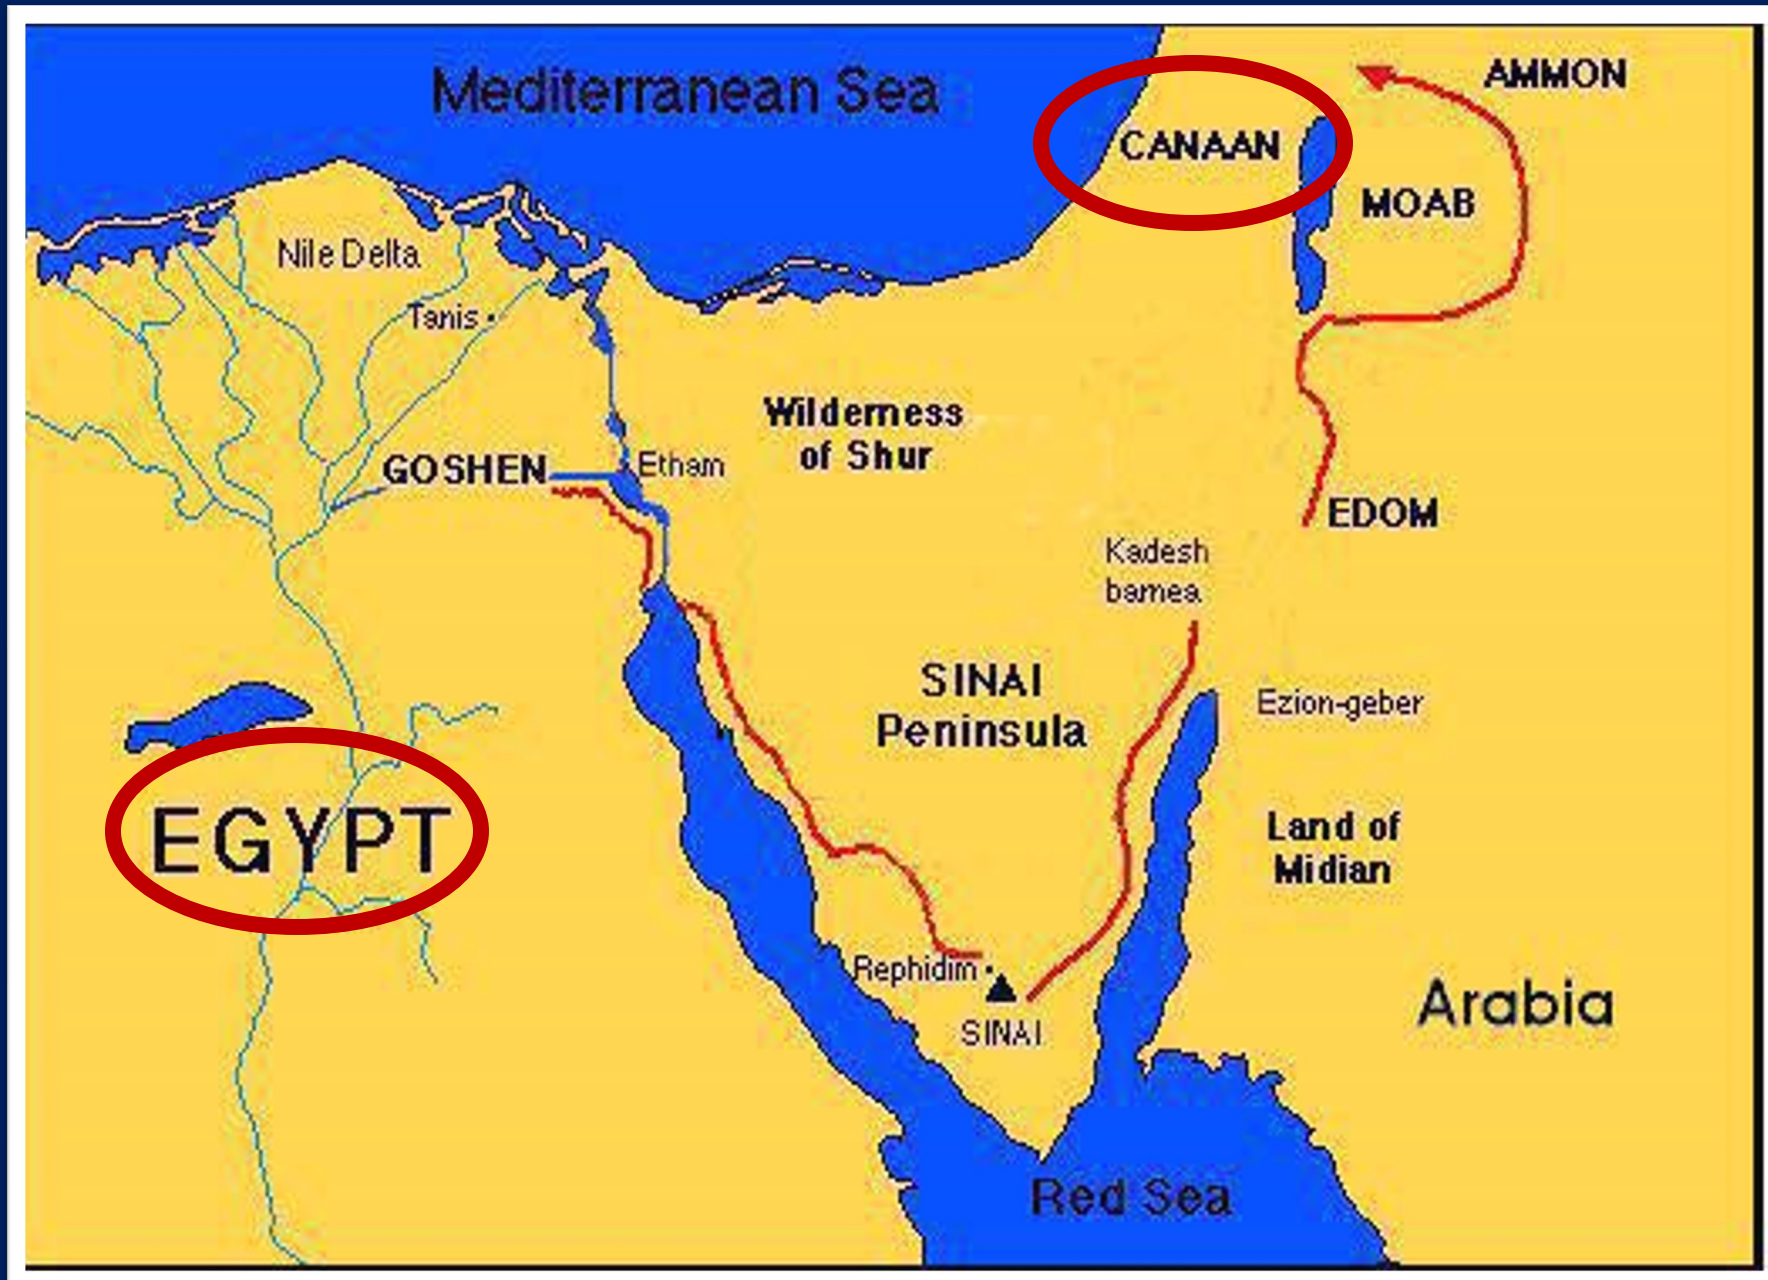 Mediterranean Sea
AMMON
CANAAN
MOAB
Nile Delta
Tanis
Wilderness
of Shur
GOSHEN
Etham
EDOM
Kadesh
barnea
SINAI
Peninsula
Ezion-geber
EGYPT
Land of
Midian
Rephidim
SINAI
Arabia
Red Sea